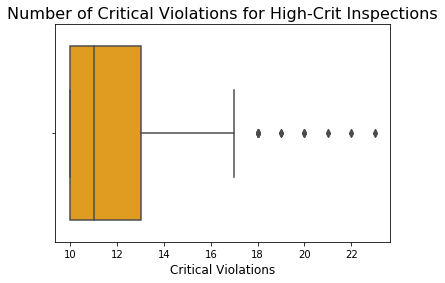 Number of Critical Violations for High-Crit Inspections
10 12 14 16 18 20 22
Critical Violations